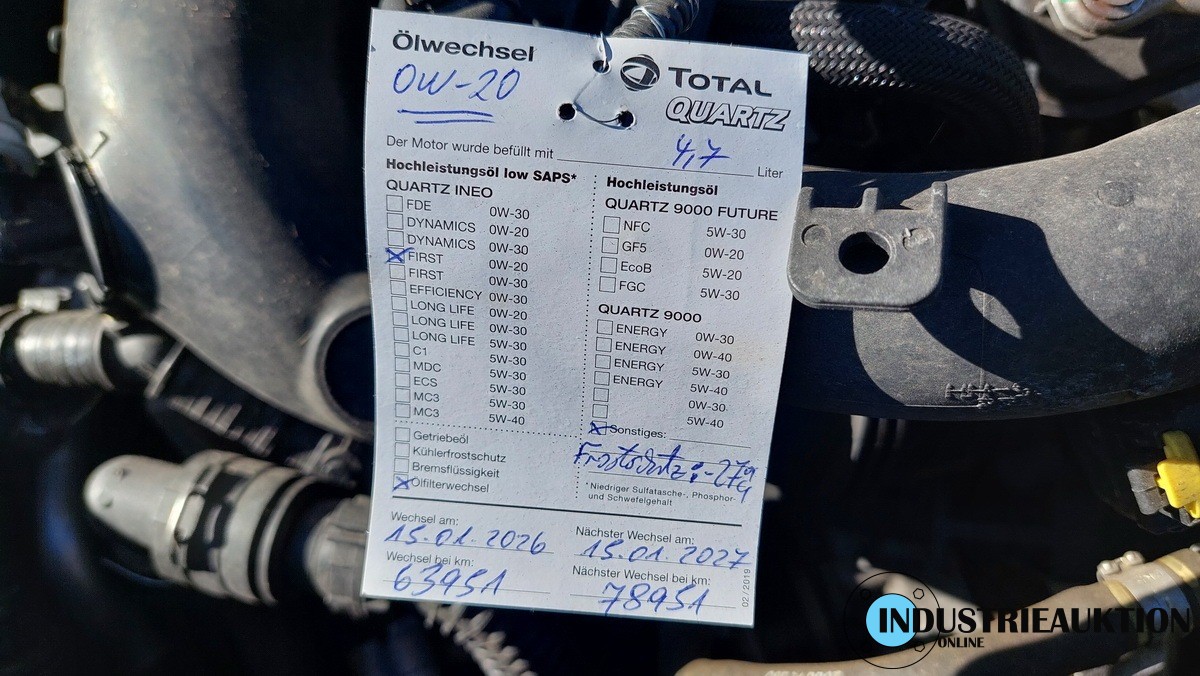 Ölwechsel
TOTAL
QUARTZ
0W-20
Der Motor wurde befüllt mit 4,7 Liter
Hochleistungsöl low SAPS*
QUARTZ INEO
FDE 0W-30
DYNAMICS 0W-20
DYNAMICS 0W-30
FIRST 0W-20
FIRST 0W-30
EFFICIENCY 0W-30
LONG LIFE 0W-20
LONG LIFE 0W-30
LONG LIFE 5W-30
C1 5W-30
MDC 5W-30
ECS 5W-30
MC3 5W-30
MC3 5W-40
Getriebeöl
Kühlerfrostschutz
Bremsflüssigkeit
Ölfilterwechsel
Hochleistungsöl
QUARTZ 9000 FUTURE
NFC 5W-30
GF5 0W-20
EcoB 5W-20
FGC 5W-30
QUARTZ 9000
ENERGY 0W-30
ENERGY 0W-40
ENERGY 5W-30
ENERGY 5W-40
0W-30
5W-40
Sonstiges:
Frostschutz:
*Niedriger Sulfatasche-, Phosphor-
und Schwefelgehalt
Wechsel am:
15.01.2026
Wechsel bei km:
63951
Nächster Wechsel am:
15.01.2027
Nächster Wechsel bei km:
78951
02/2019
INDUSTRIEAUKTION
ONLINE